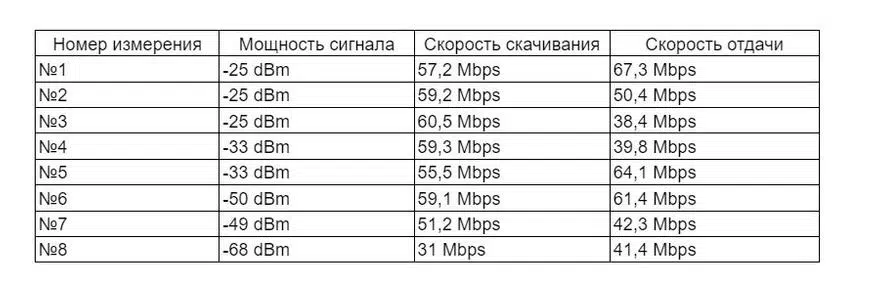 Номер измерения Мощность сигнала Скорость скачивания Скорость отдачи
№1 -25 dBm 57,2 Mbps 67,3 Mbps
№2 -25 dBm 59,2 Mbps 50,4 Mbps
№3 -25 dBm 60,5 Mbps 38,4 Mbps
№4 -33 dBm 59,3 Mbps 39,8 Mbps
№5 -33 dBm 55,5 Mbps 64,1 Mbps
№6 -50 dBm 59,1 Mbps 61,4 Mbps
№7 -49 dBm 51,2 Mbps 42,3 Mbps
№8 -68 dBm 31 Mbps 41,4 Mbps